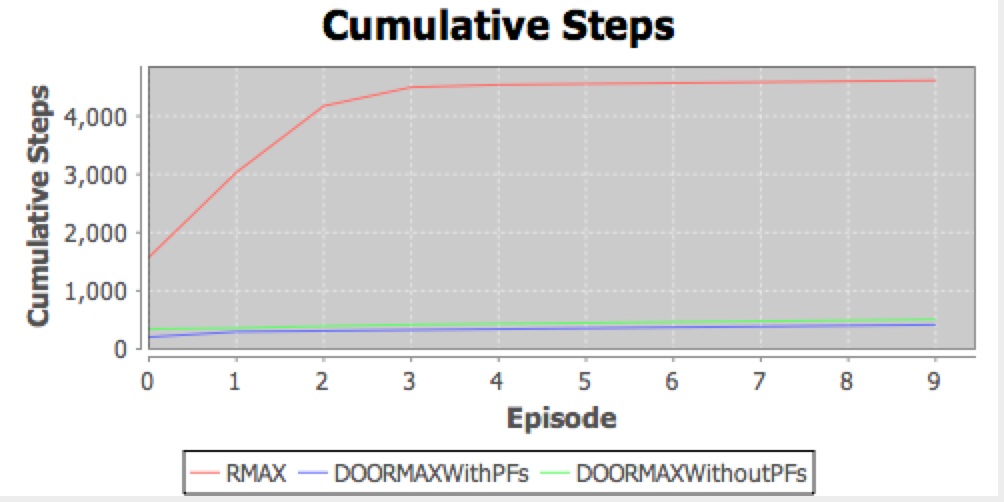 Cumulative Steps
Cumulative Steps
4,000
3,000
2,000
1,000
0
0 1 2 3 4 5 6 7 8 9
Episode
RMAX DOORMAXWithPFs DOORMAXWithoutPFs